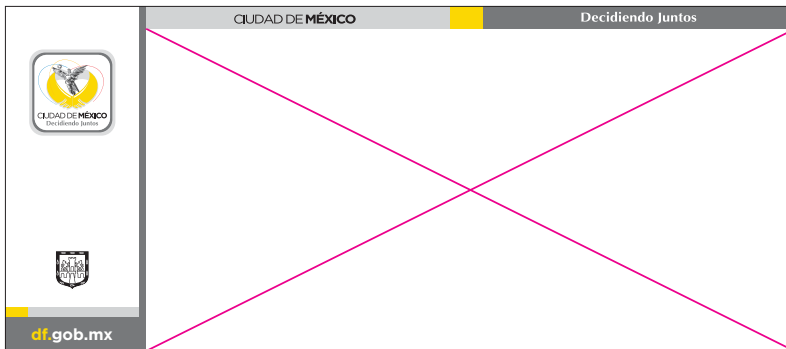 CIUDAD DE MÉXICO
Decidiendo Juntos
CIUDAD DE MÉXICO
Decidiendo Juntos
df.gob.mx